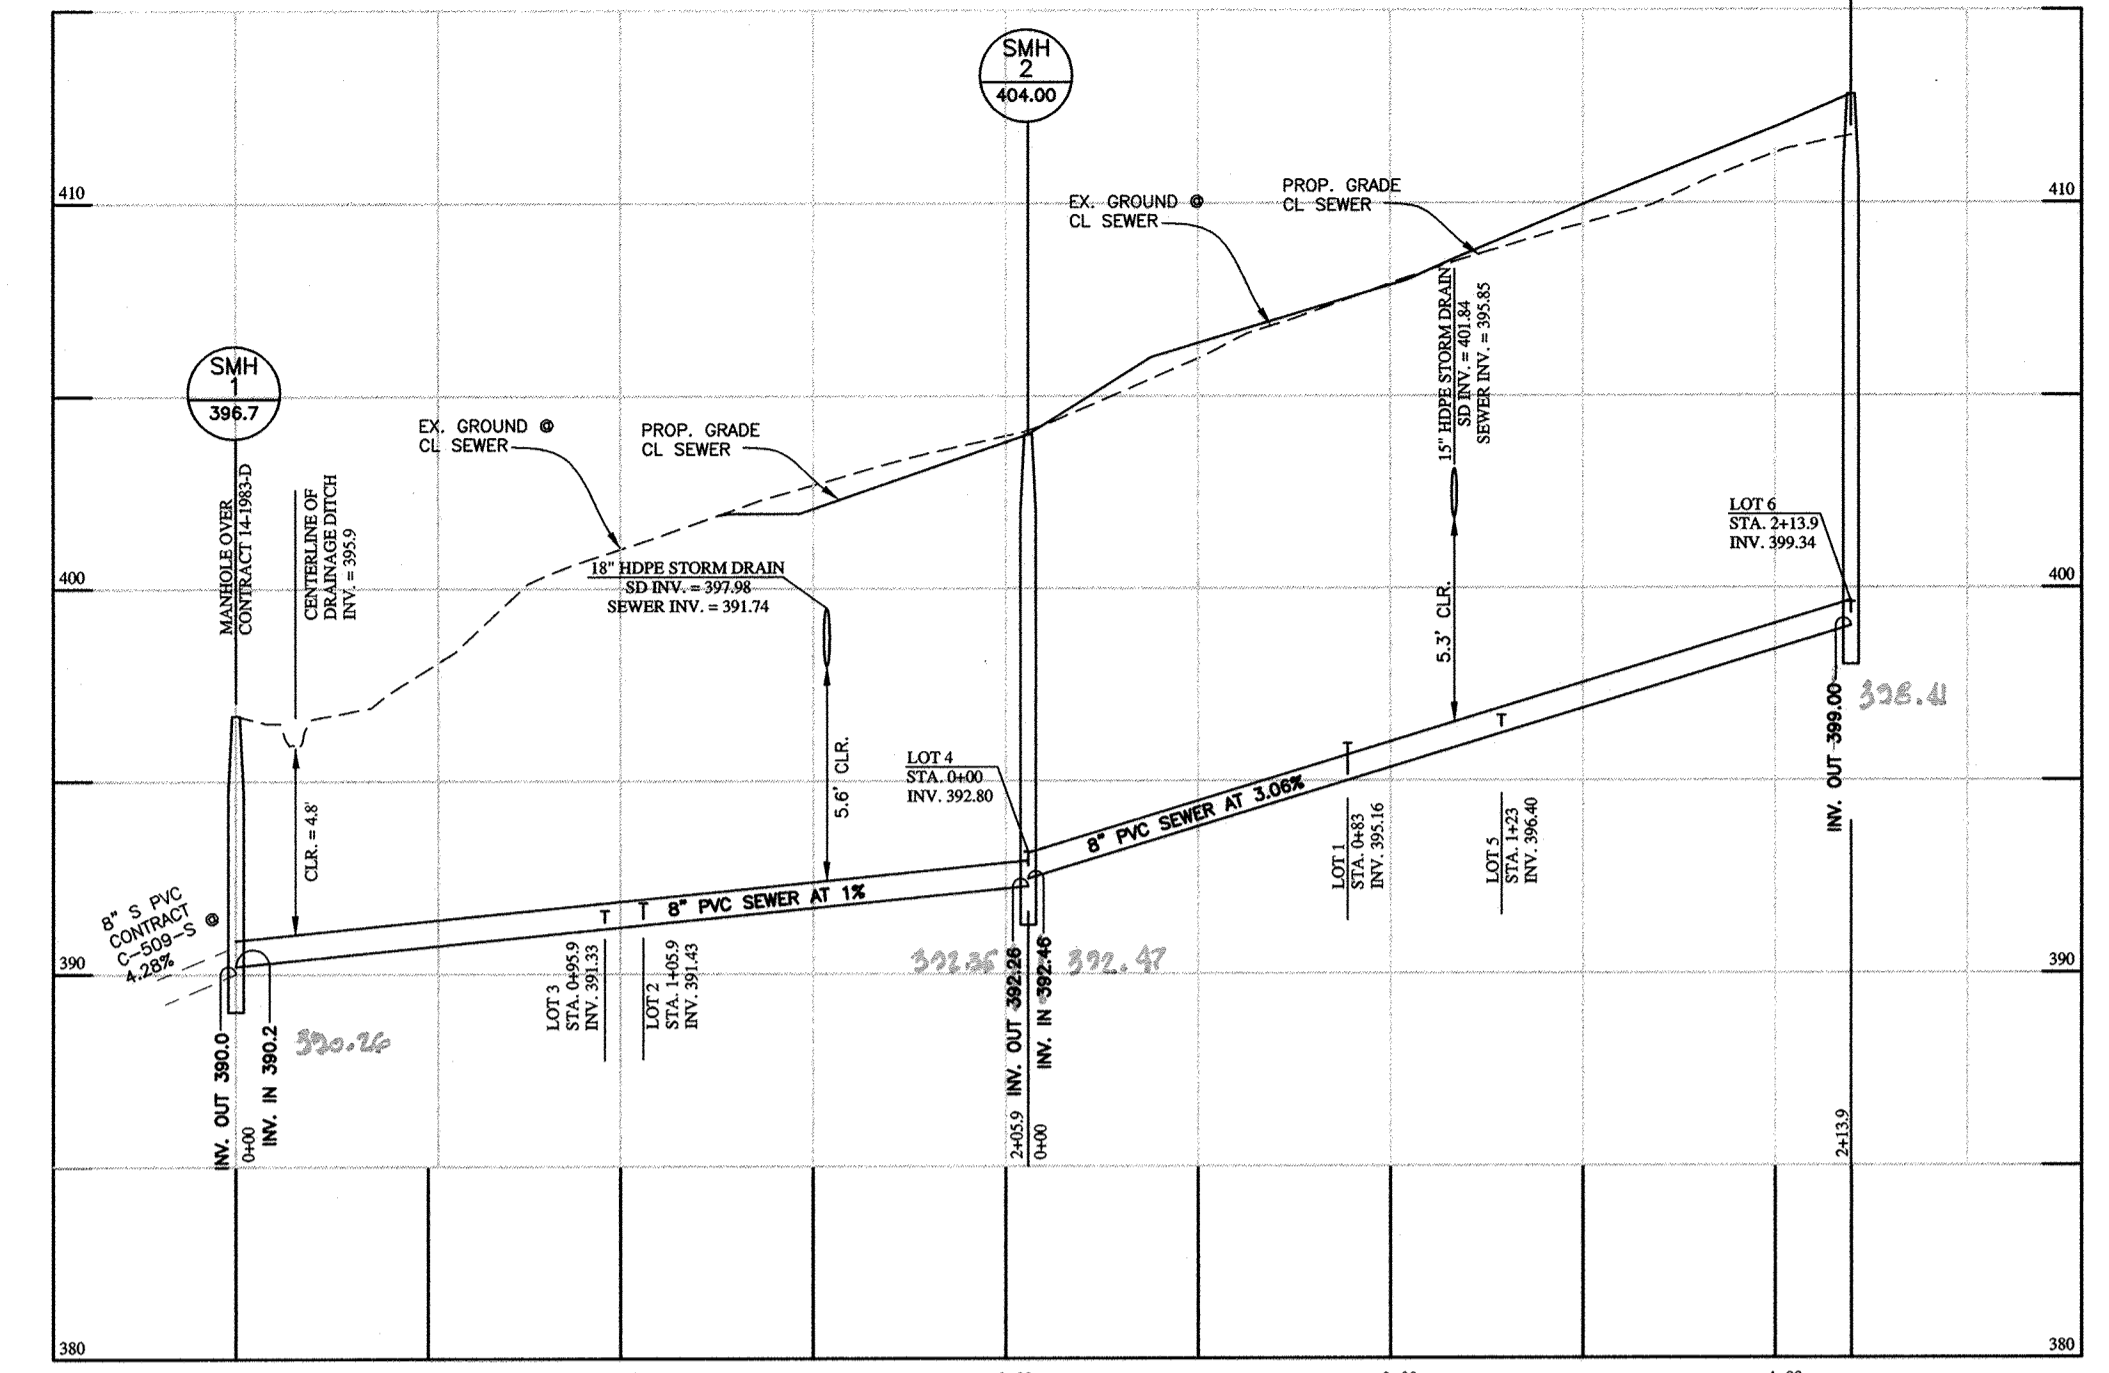 SMH
2
404.00
410
410
EX. GROUND @
CL SEWER
PROP. GRADE
CL SEWER
15" HDPE STORM DRAIN
SD INV. = 401.84
SEWER INV. = 395.85
5.3' CLR.
SMH
1
396.7
EX. GROUND @
CL SEWER
PROP. GRADE
CL SEWER
MANHOLE OVER
CONTRACT 14-1983-D
CENTERLINE OF
DRAINAGE DITCH
INV. = 395.9
CLR. = 4.8'
LOT 6
STA. 2+13.9
INV. 399.34
400
400
18" HDPE STORM DRAIN
SD INV. = 397.98
SEWER INV. = 391.74
5.6' CLR.
LOT 4
STA. 0+00
INV. 392.80
8" PVC SEWER AT 3.06%
8" PVC SEWER AT 1%
LOT 1
STA. 0+83
INV. 395.16
LOT 5
STA. 1+23
INV. 396.40
INV. OUT 399.00
8" S PVC @
CONTRACT
C-509-S
4.28%
390
390
LOT 3
STA. 0+95.9
INV. 391.33
LOT 2
STA. 1+05.9
INV. 391.43
392.47
390.26
INV. OUT 390.0
0+00
INV. IN 390.2
2+05.9
INV. OUT 392.26
INV. IN 392.46
0+00
2+13.9
380
380